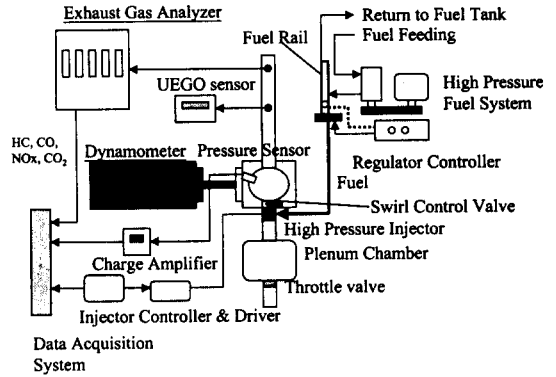 Exhaust Gas Analyzer
Return to Fuel Tank
Fuel Rail
Fuel Feeding
UEGO sensor
High Pressure
Fuel System
HC, CO,
NOx, CO2
Dynamometer
Pressure Sensor
Regulator Controller
Fuel
Swirl Control Valve
High Pressure Injector
Plenum Chamber
Charge Amplifier
Throttle valve
Injector Controller & Driver
Data Acquisition
System